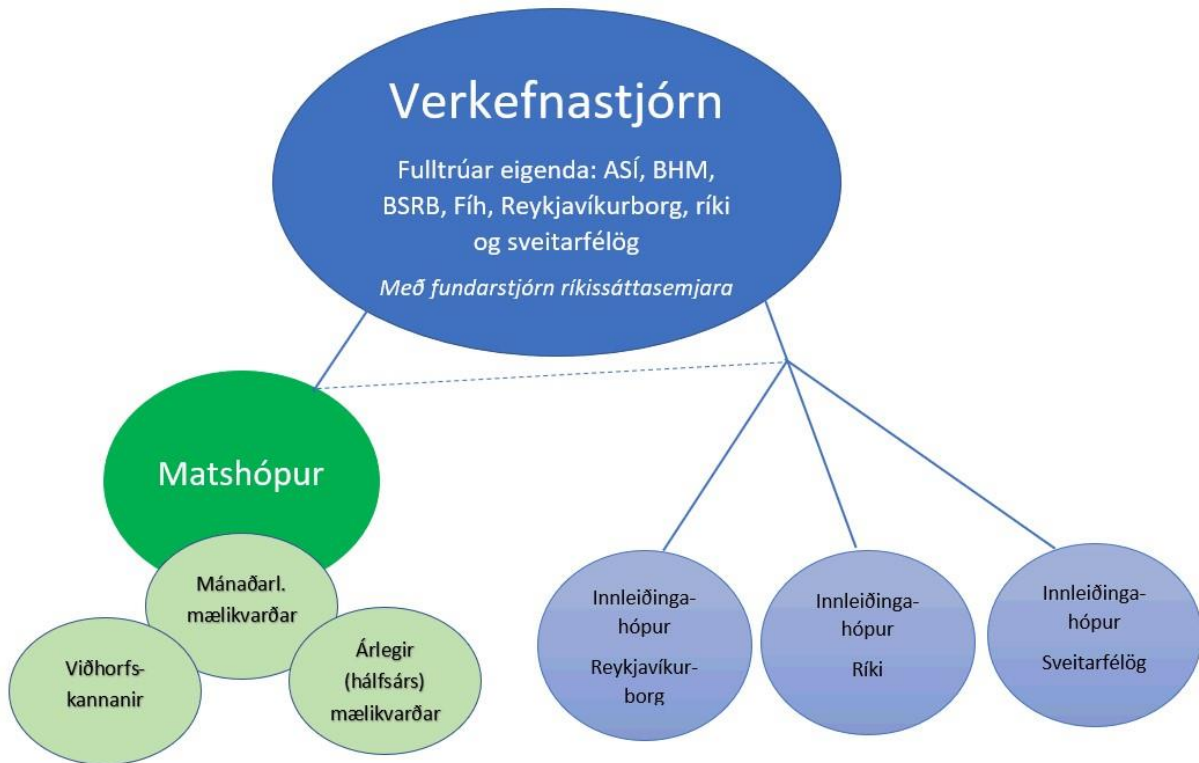 Verkefnastjórn
Fulltrúar eigenda: ASÍ, BHM,
BSRB, Fíh, Reykjavíkurborg, ríki
og sveitarfélög
Með fundarstjórn ríkissáttasemjara
Matshópur
Mánaðarl.
mælikvarðar
Viðhorfs-
kannanir
Árlegir
(hálfsárs)
mælikvarðar
Innleiðinga-
hópur
Reykjavíkur-
borg
Innleiðinga-
hópur
Ríki
Innleiðinga-
hópur
Sveitarfélög